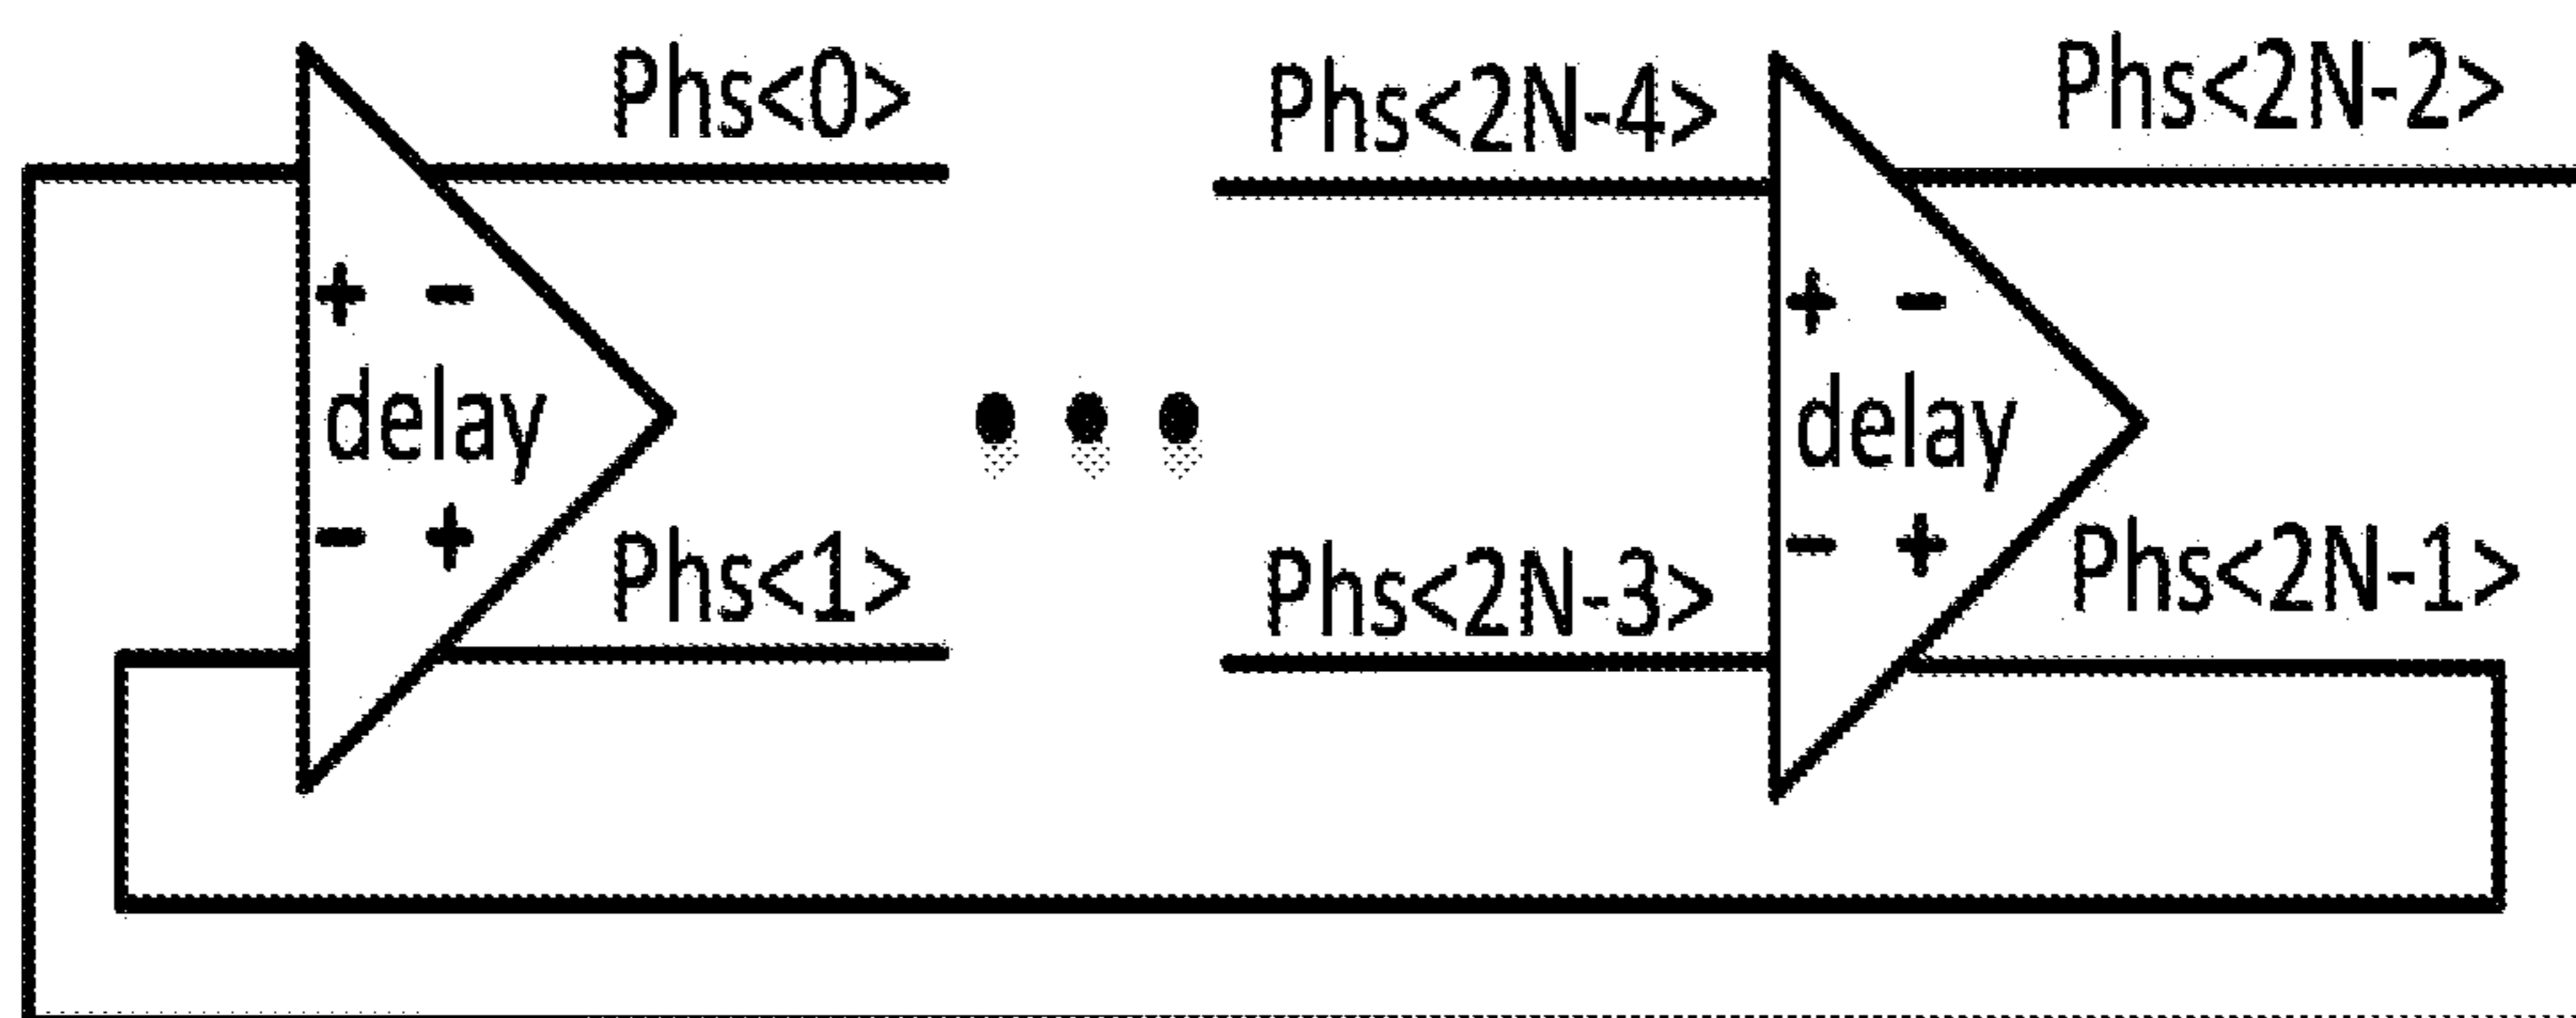 Phs<0>
Phs<2N-4>
Phs<2N-2>
+ -
+ -
delay
delay
- +
- +
Phs<1>
Phs<2N-3>
Phs<2N-1>